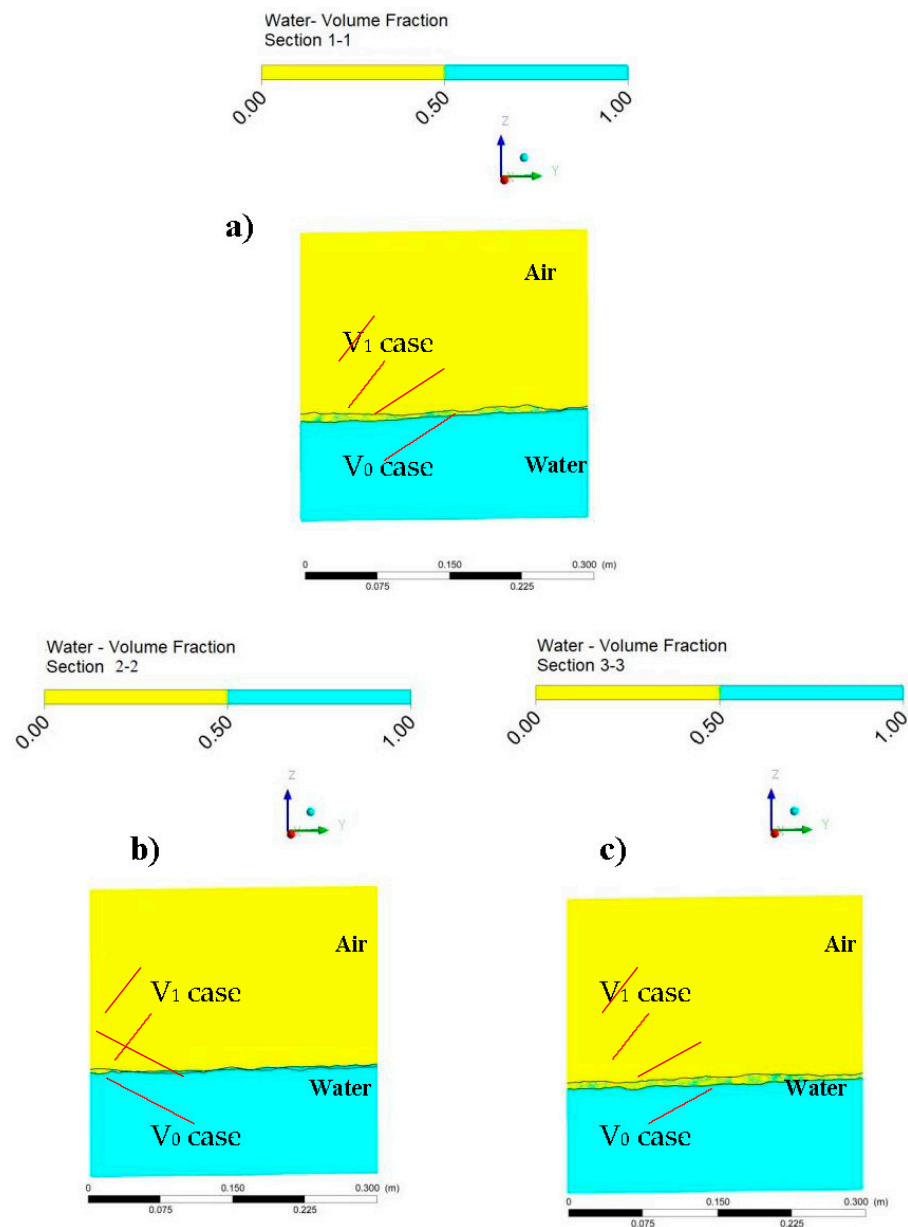 Water- Volume Fraction
Section 1-1
0.00 0.50 1.00
Z
Y
X
a)
Air
V1 case
V0 case
Water
0 0.150 0.300 (m)
0.075 0.225
Water - Volume Fraction
Section 2-2
0.00 0.50 1.00
Z
Y
X
b)
Air
V1 case
Water
V0 case
0 0.150 0.300 (m)
0.075 0.225
Water - Volume Fraction
Section 3-3
0.00 0.50 1.00
Z
Y
X
c)
Air
V1 case
Water
V0 case
0 0.150 0.300 (m)
0.075 0.225